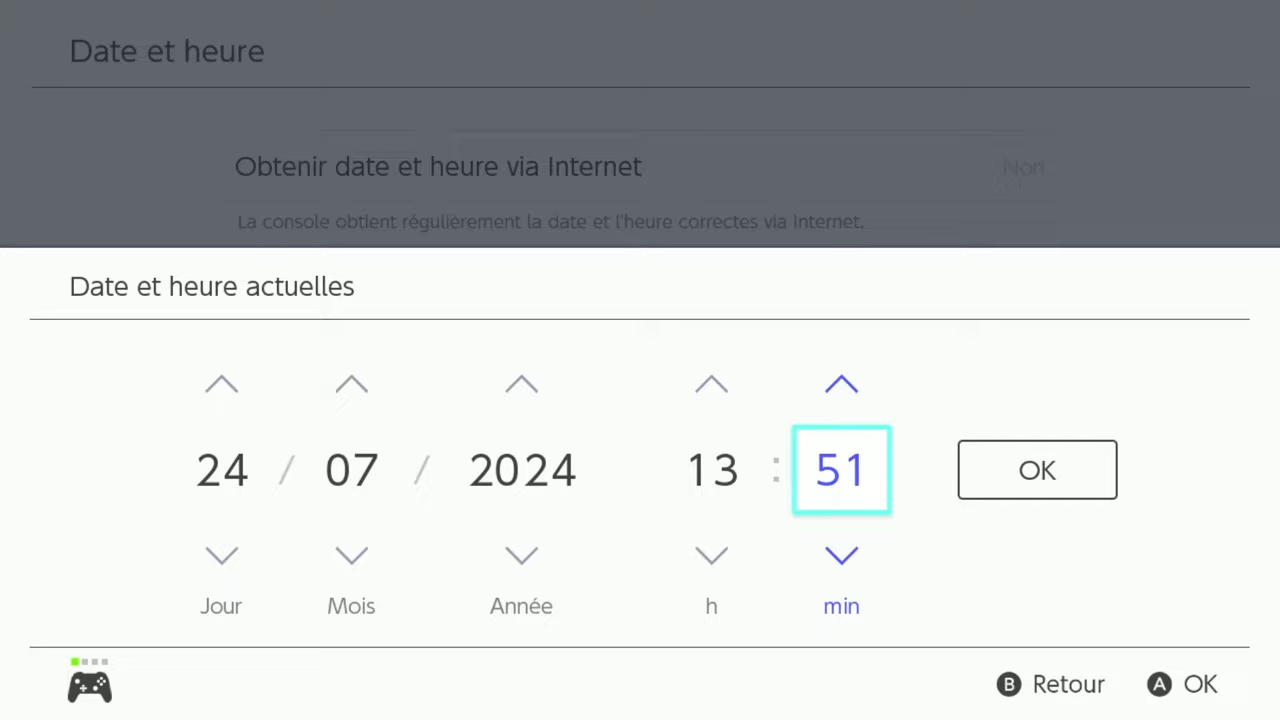 Date et heure
Obtenir date et heure via Internet
Non
La console obtient régulièrement la date et l'heure correctes via Internet.
Date et heure actuelles
24 / 07 / 2024 13 : 51 OK
Jour Mois Année h min
B Retour A OK